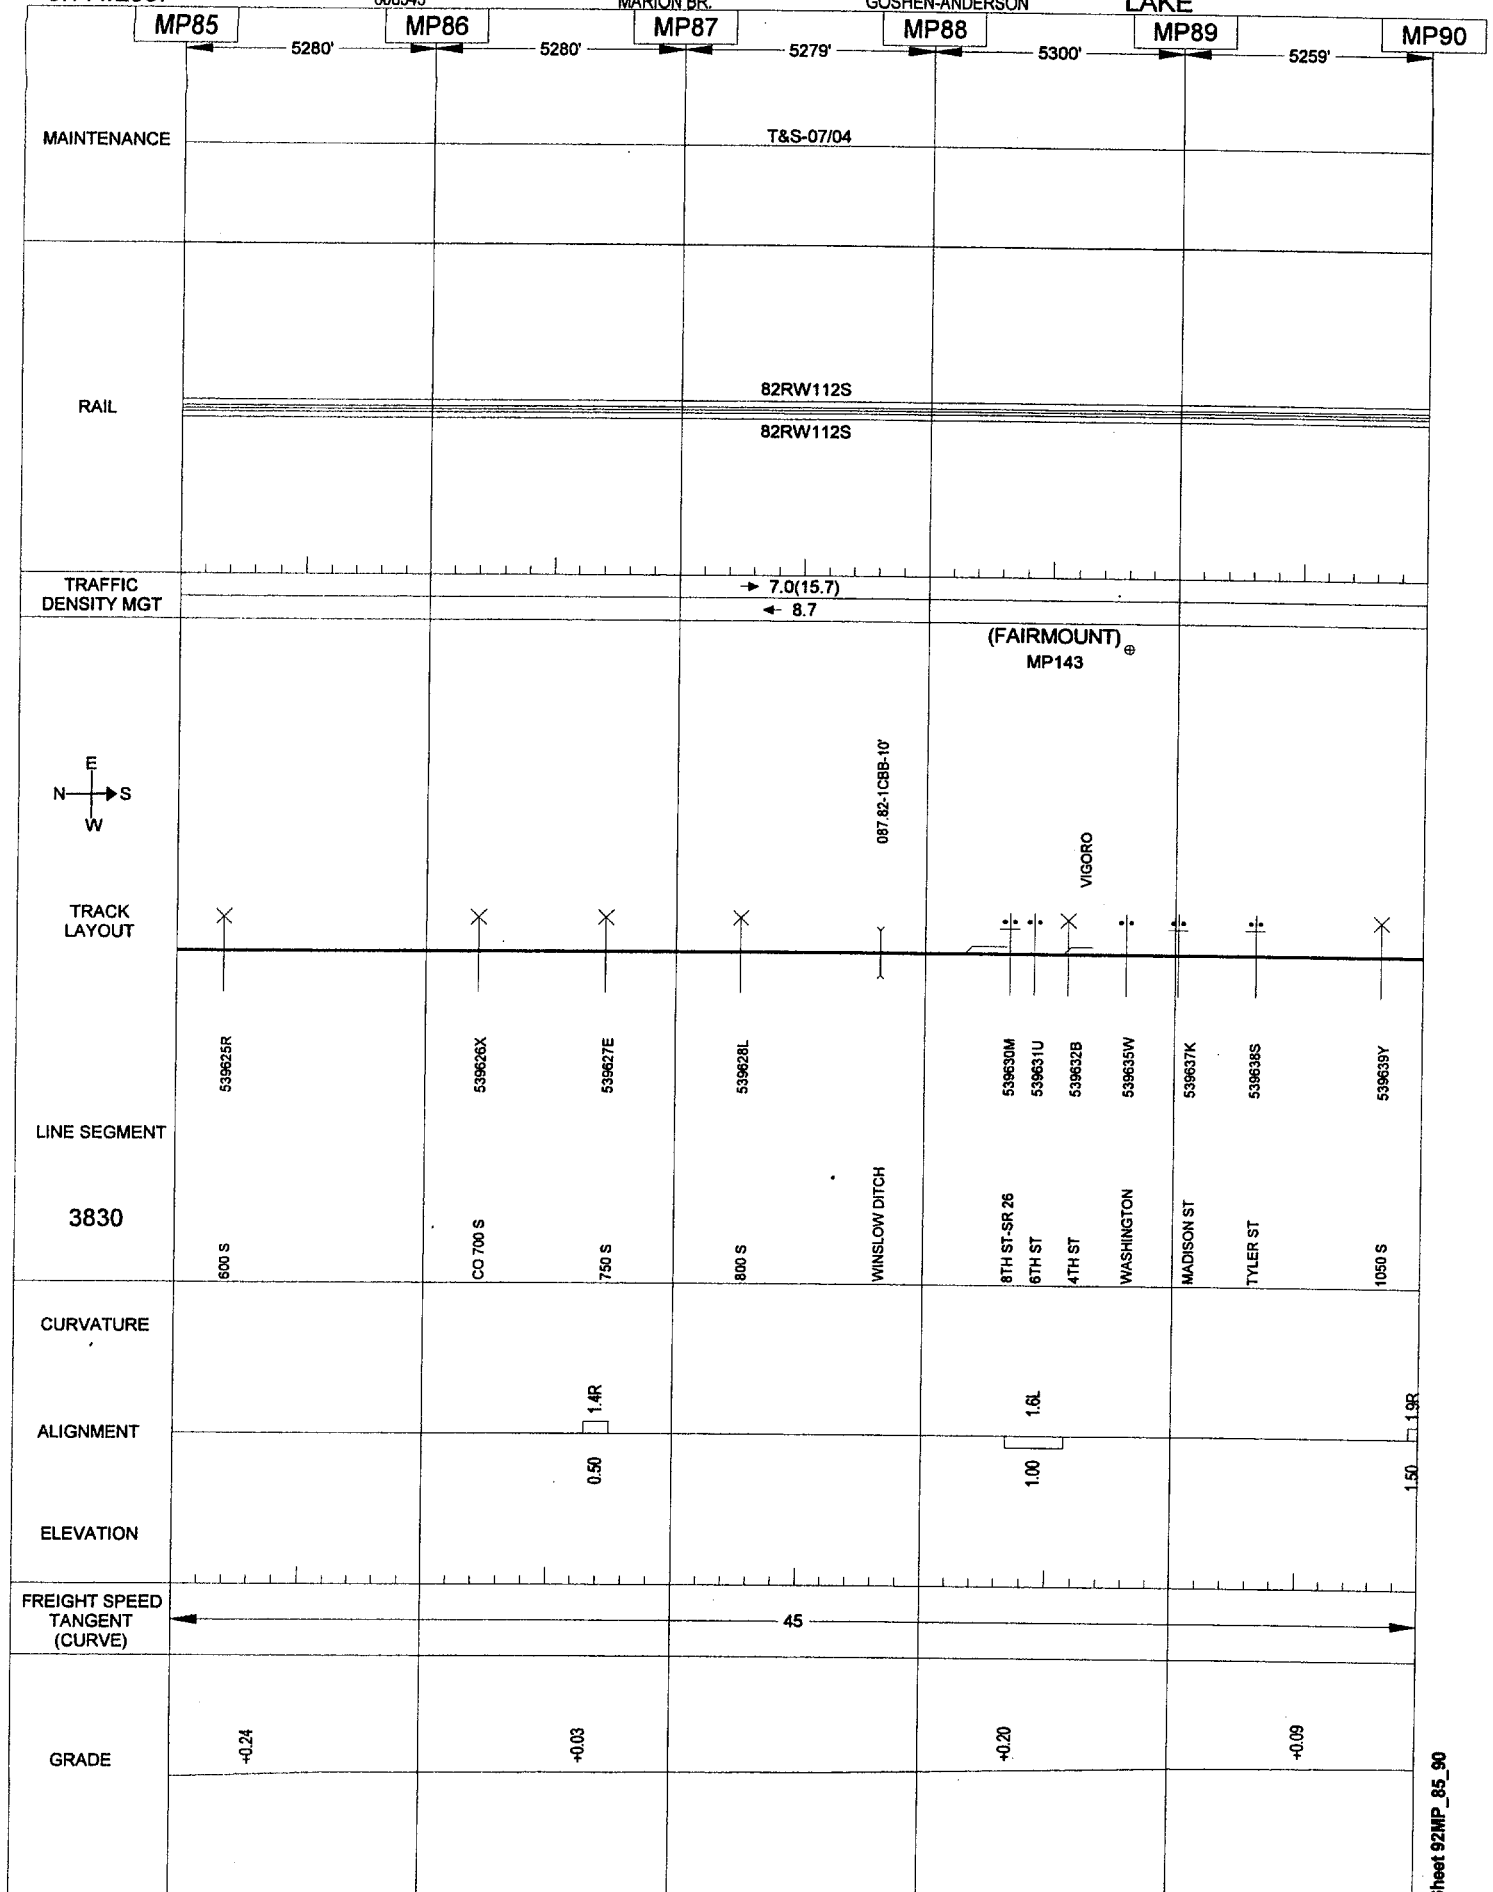 MARION BR.
GOSHEN-ANDERSON
LAKE
MP85
MP86
MP87
MP88
MP89
MP90
5280'
5280'
5279'
5300'
5259'
MAINTENANCE
T&S-07/04
RAIL
82RW112S
82RW112S
TRAFFIC
DENSITY MGT
7.0(15.7)
8.7
(FAIRMOUNT)
MP143
E
N
S
W
087.82-1CBB-10'
VIGORO
TRACK
LAYOUT
539625R
539626X
539627E
539628L
539630M
539631U
539632B
539635W
539637K
539638S
539639Y
LINE SEGMENT
3830
600 S
CO 700 S
750 S
800 S
WINSLOW DITCH
8TH ST-SR 26
6TH ST
4TH ST
WASHINGTON
MADISON ST
TYLER ST
1050 S
CURVATURE
1.4R
1.6L
1.9R
ALIGNMENT
0.50
1.00
1.50
ELEVATION
FREIGHT SPEED
TANGENT
(CURVE)
45
GRADE
+0.24
+0.03
+0.20
+0.09
heet 92MP_85_90